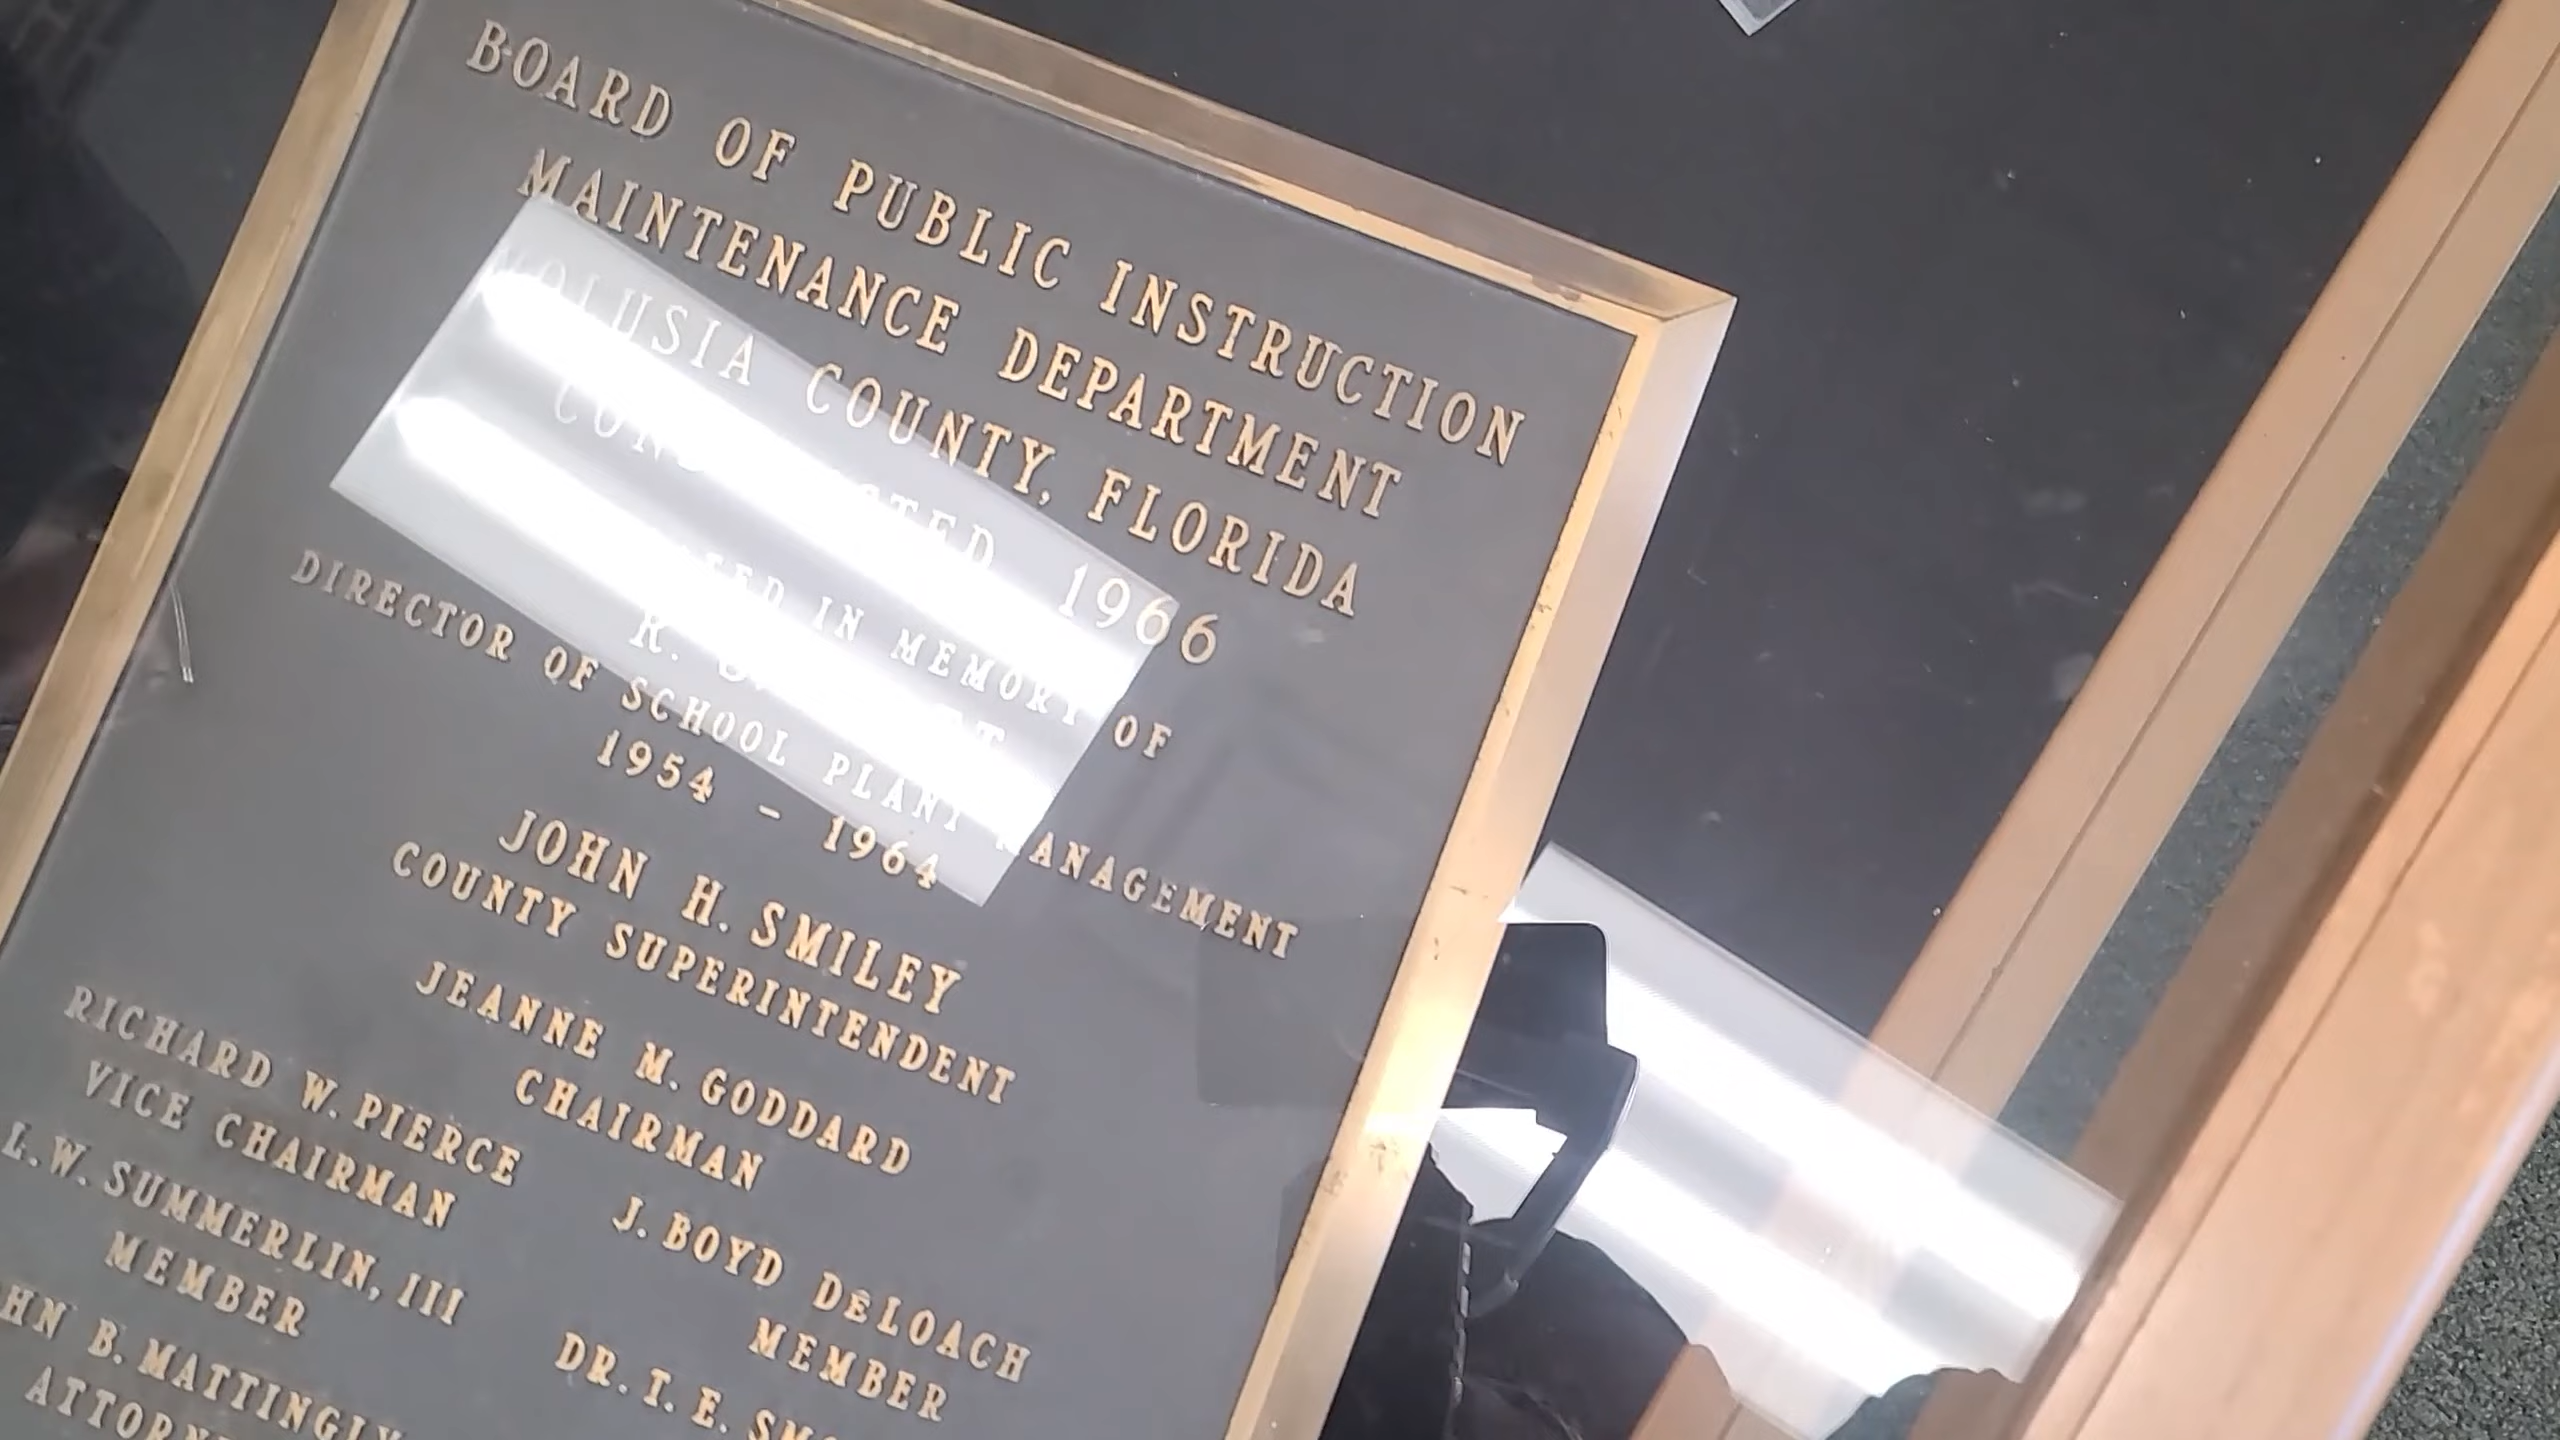 BOARD OF PUBLIC INSTRUCTION
MAINTENANCE DEPARTMENT
VOLUSIA COUNTY, FLORIDA
CONSTRUCTED 1966
IN MEMORY OF
R.
DIRECTOR OF SCHOOL PLANT MANAGEMENT
1954 - 1964
JOHN H. SMILEY
COUNTY SUPERINTENDENT
JEANNE M. GODDARD
CHAIRMAN
RICHARD W. PIERCE
VICE CHAIRMAN
J. BOYD DeLOACH
MEMBER
L. W. SUMMERLIN, III
MEMBER
DR. I. E.
B. MATTINGLY